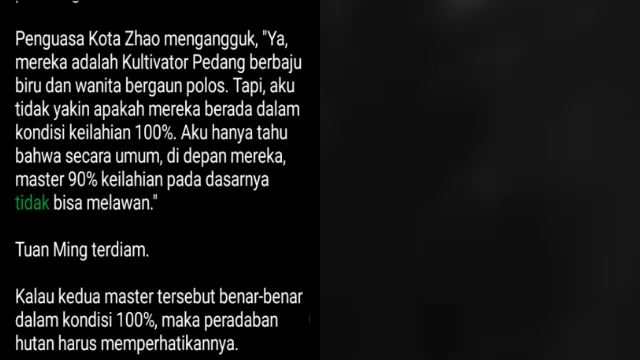 Penguasa Kota Zhao mengangguk, "Ya,
mereka adalah Kultivator Pedang berbaju
biru dan wanita bergaun polos. Tapi, aku
tidak yakin apakah mereka berada dalam
kondisi keilahian 100%. Aku hanya tahu
bahwa secara umum, di depan mereka,
master 90% keilahian pada dasarnya
tidak bisa melawan."
Tuan Ming terdiam.
Kalau kedua master tersebut benar-benar
dalam kondisi 100%, maka peradaban
hutan harus memperhatikannya.